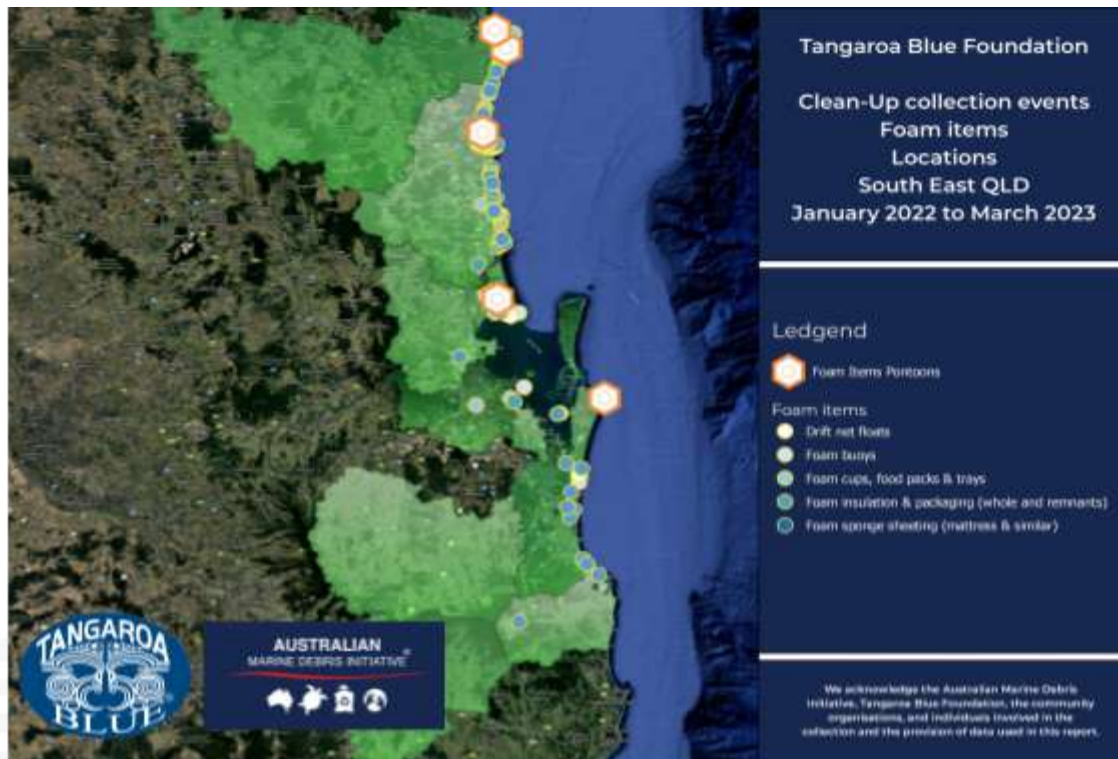 Tangaroa Blue Foundation
Clean-Up collection events
Foam items
Locations
South East QLD
January 2022 to March 2023
Ledgend
Foam Items Pontoons
Foam items
Drift net floats
Foam buoys
Foam cups, food packs & trays
Foam insulation & packaging (whole and remnants)
Foam sponge sheeting (mattress & similar)
TANGAROA
BLUE
AUSTRALIAN
MARINE DEBRIS INITIATIVE
We acknowledge the Australian Marine Debris
Initiative, Tangaroa Blue Foundation, the community
organisations, and individuals involved in the
collection and the provision of data used in this report.